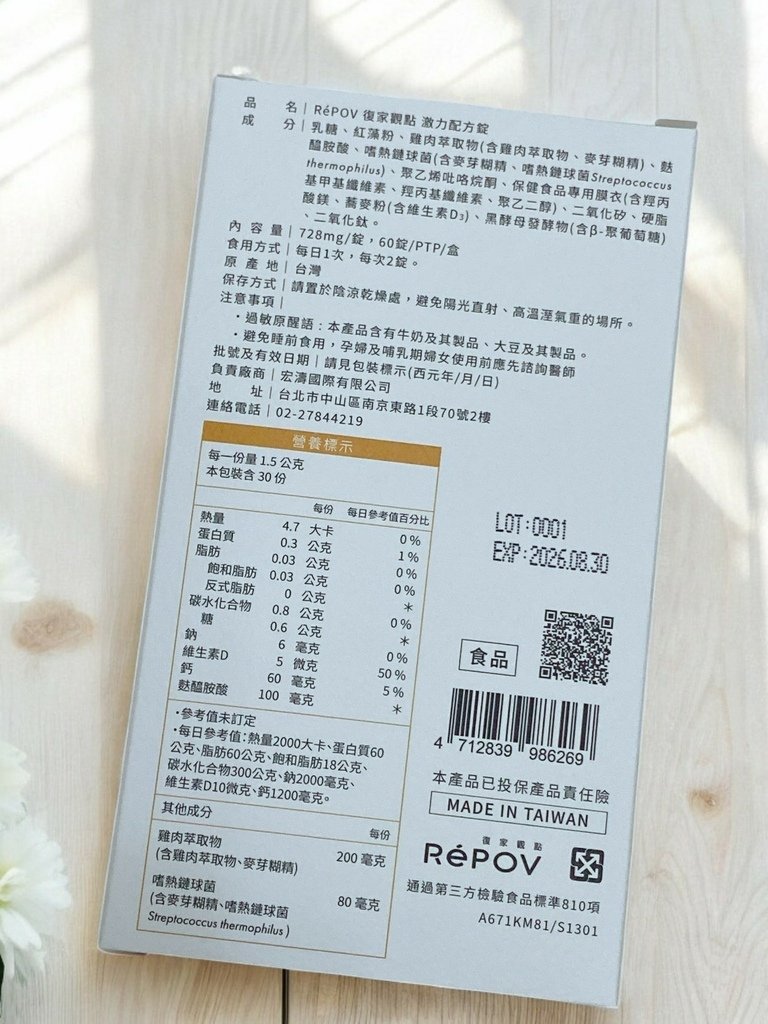 品名｜RéPOV 復家觀點 激力配方錠
成分｜乳糖、紅藻粉、雞肉萃取物(含雞肉萃取物、麥芽糊精)、麩
醯胺酸、嗜熱鏈球菌(含麥芽糊精、嗜熱鏈球菌Streptococcus
thermophilus)、聚乙烯吡咯烷酮、保健食品專用膜衣(含羥丙
基甲基纖維素、羥丙基纖維素、聚乙二醇)、二氧化矽、硬脂
酸鎂、蕎麥粉(含維生素D₃)、黑酵母發酵物(含β-聚葡萄糖)
、二氧化鈦。
內容量｜728mg/錠，60錠/PTP/盒
食用方式｜每日1次，每次2錠。
原產地｜台灣
保存方式｜請置於陰涼乾燥處，避免陽光直射、高溫溼氣重的場所。
注意事項｜
・過敏原醒語：本產品含有牛奶及其製品、大豆及其製品。
・避免睡前食用，孕婦及哺乳期婦女使用前應先諮詢醫師
批號及有效日期｜請見包裝標示(西元年/月/日)
負責廠商｜宏濤國際有限公司
地址｜台北市中山區南京東路1段70號2樓
連絡電話｜02-27844219
營養標示
每一份量 1.5 公克
本包裝含 30 份
每份 每日參考值百分比
熱量 4.7 大卡 0%
蛋白質 0.3 公克 1%
脂肪 0.03 公克 0%
飽和脂肪 0.03 公克 0%
反式脂肪 0 公克 *
碳水化合物 0.8 公克 0%
糖 0.6 公克 *
鈉 6 毫克 0%
維生素D 5 微克 50%
鈣 60 毫克 5%
麩醯胺酸 100 毫克 *
・參考值未訂定
・每日參考值：熱量2000大卡、蛋白質60
公克、脂肪60公克、飽和脂肪18公克、
碳水化合物300公克、鈉2000毫克、
維生素D10微克、鈣1200毫克。
其他成分
每份
雞肉萃取物
(含雞肉萃取物、麥芽糊精) 200 毫克
嗜熱鏈球菌
(含麥芽糊精、嗜熱鏈球菌 80 毫克
Streptococcus thermophilus )
LOT:0001
EXP:2026.08.30
食品
4 712839 986269
本產品已投保產品責任險
MADE IN TAIWAN
復家觀點
RéPOV
通過第三方檢驗食品標準810項
A671KM81/S1301